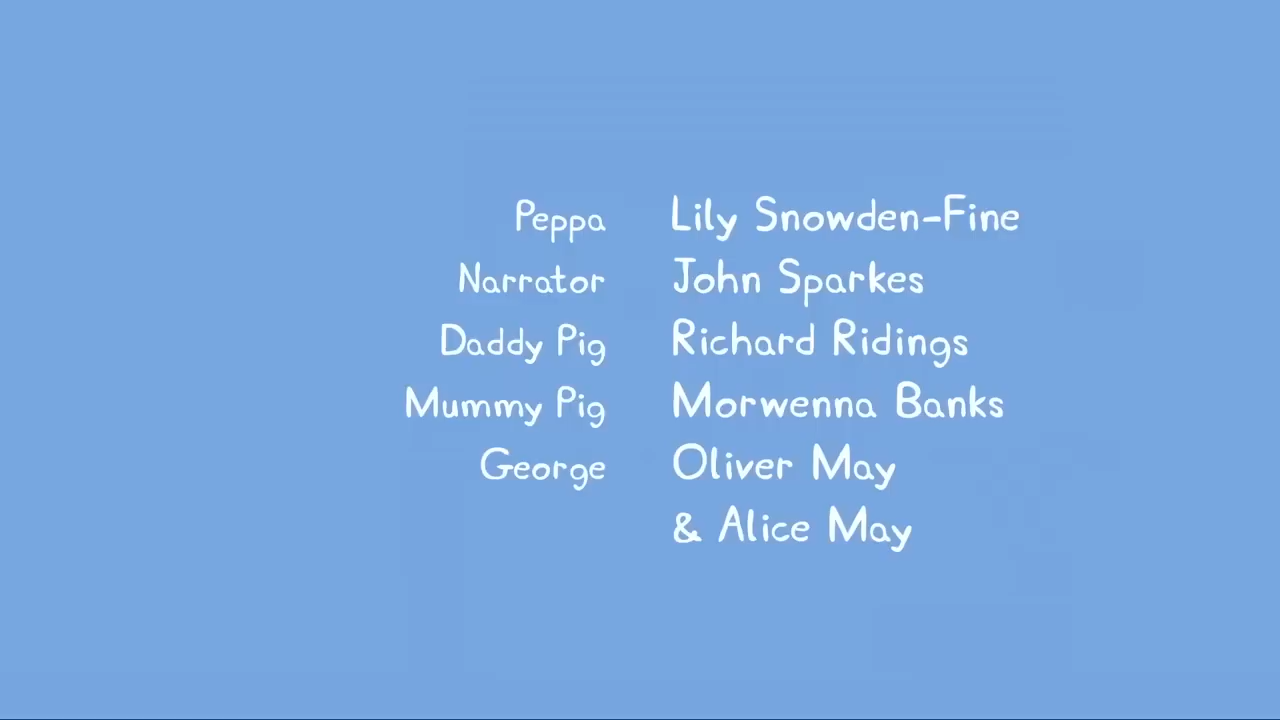 Peppa Lily Snowden-Fine
Narrator John Sparkes
Daddy Pig Richard Ridings
Mummy Pig Morwenna Banks
George Oliver May
& Alice May